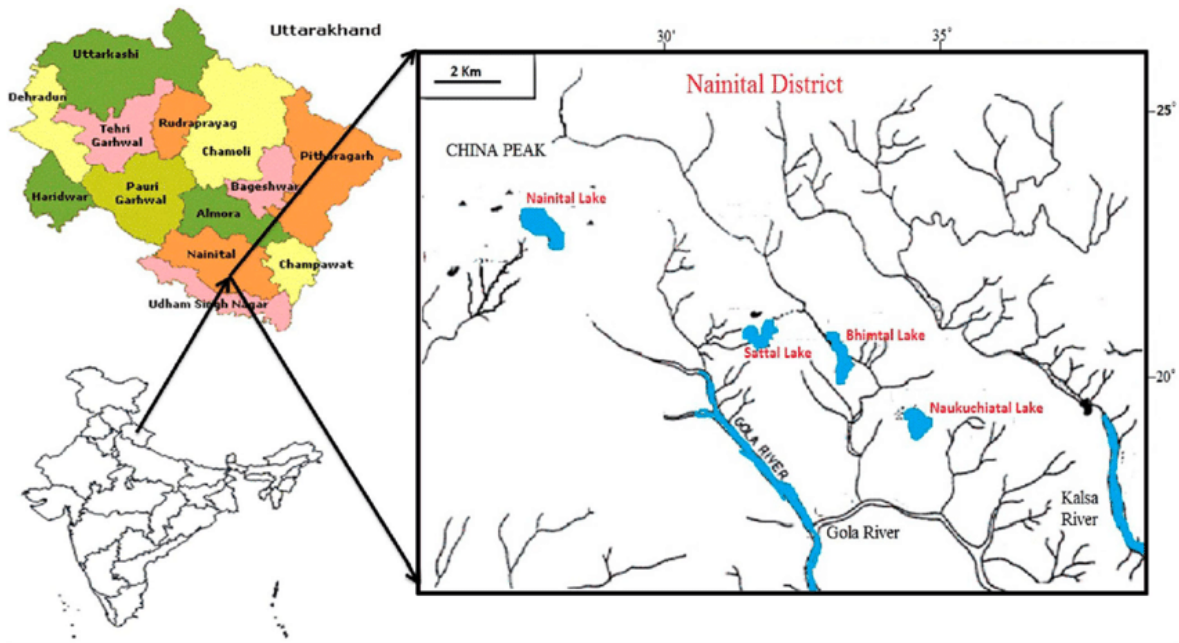 Uttarakhand
Uttarkashi
Dehradun
Tehri
Garhwal
Rudraprayag
Chamoli
Pithoragarh
Haridwar
Pauri
Garhwal
Bageshwar
Almora
Nainital
Champawat
Udham Singh Nagar
30°
35°
2 Km
Nainital District
25°
CHINA PEAK
Nainital Lake
Sattal Lake
Bhimtal Lake
20°
Naukuchiatal Lake
GOLA RIVER
Gola River
Kalsa
River